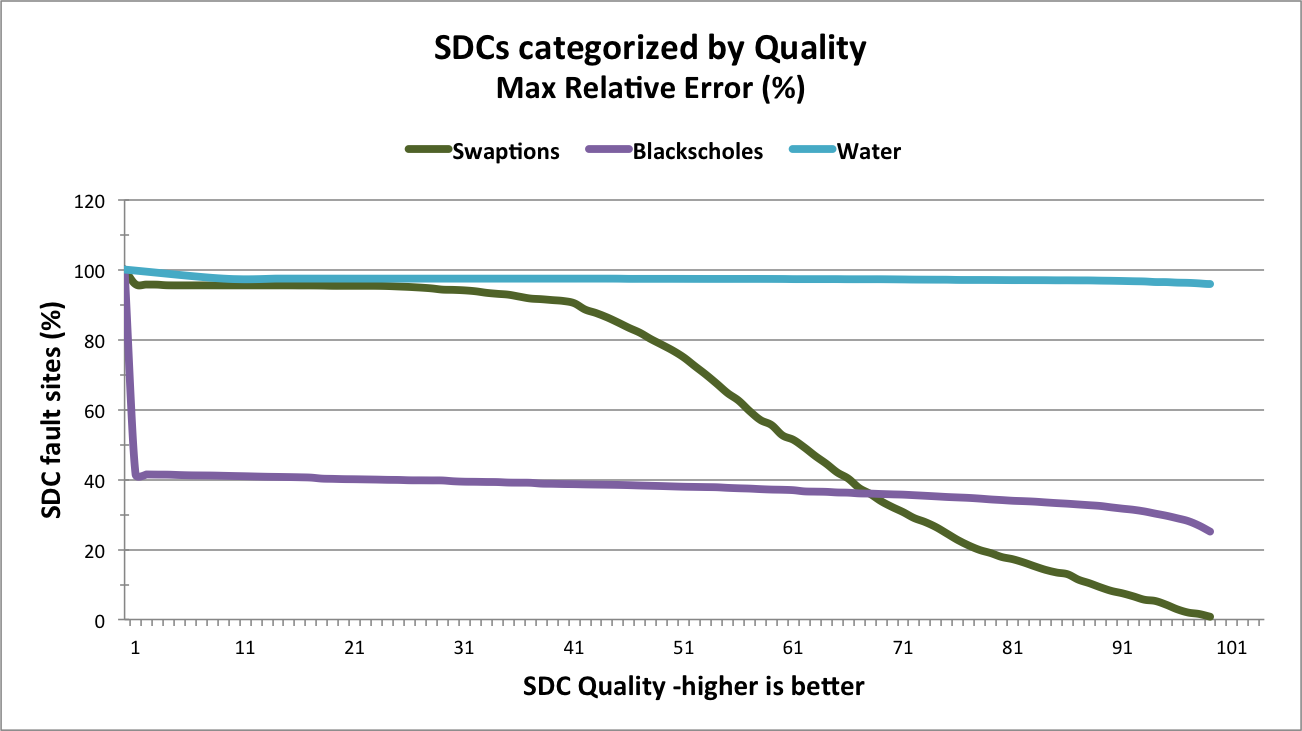 SDCs categorized by Quality
Max Relative Error (%)
Swaptions Blackscholes Water
120
100
80
60
40
20
0
SDC fault sites (%)
1 11 21 31 41 51 61 71 81 91 101
SDC Quality -higher is better